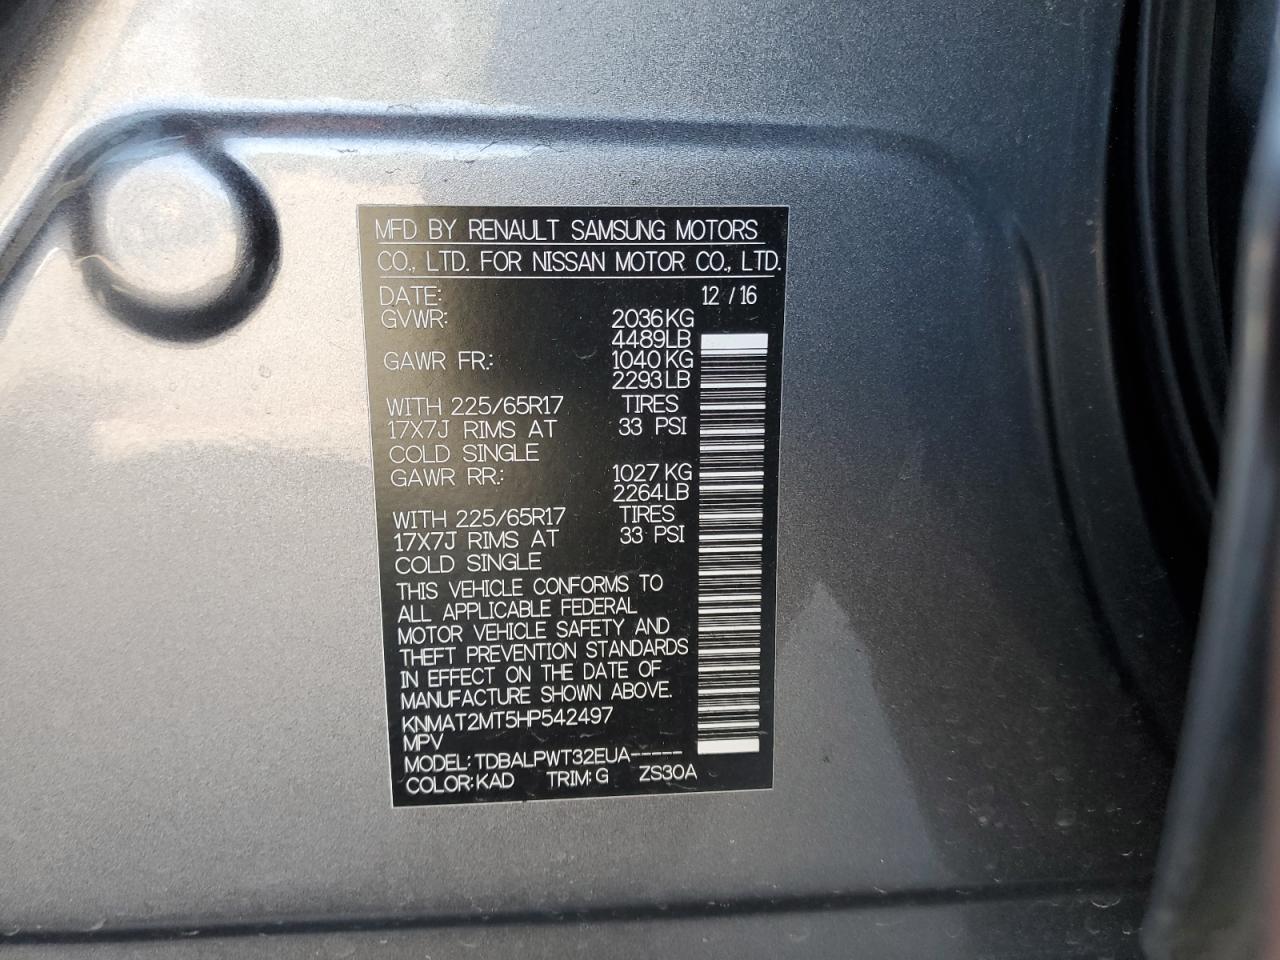 MFD BY RENAULT SAMSUNG MOTORS
CO., LTD. FOR NISSAN MOTOR CO., LTD.
DATE: 12 / 16
GVWR: 2036KG
4489LB
GAWR FR.: 1040KG
2293LB
WITH 225/65R17 TIRES
17X7J RIMS AT 33 PSI
COLD SINGLE
GAWR RR.: 1027KG
2264LB
WITH 225/65R17 TIRES
17X7J RIMS AT 33 PSI
COLD SINGLE
THIS VEHICLE CONFORMS TO
ALL APPLICABLE FEDERAL
MOTOR VEHICLE SAFETY AND
THEFT PREVENTION STANDARDS
IN EFFECT ON THE DATE OF
MANUFACTURE SHOWN ABOVE.
KNMAT2MT5HP542497
MPV
MODEL: TDBALPWT32EUA-----
COLOR: KAD TRIM: G ZS30A